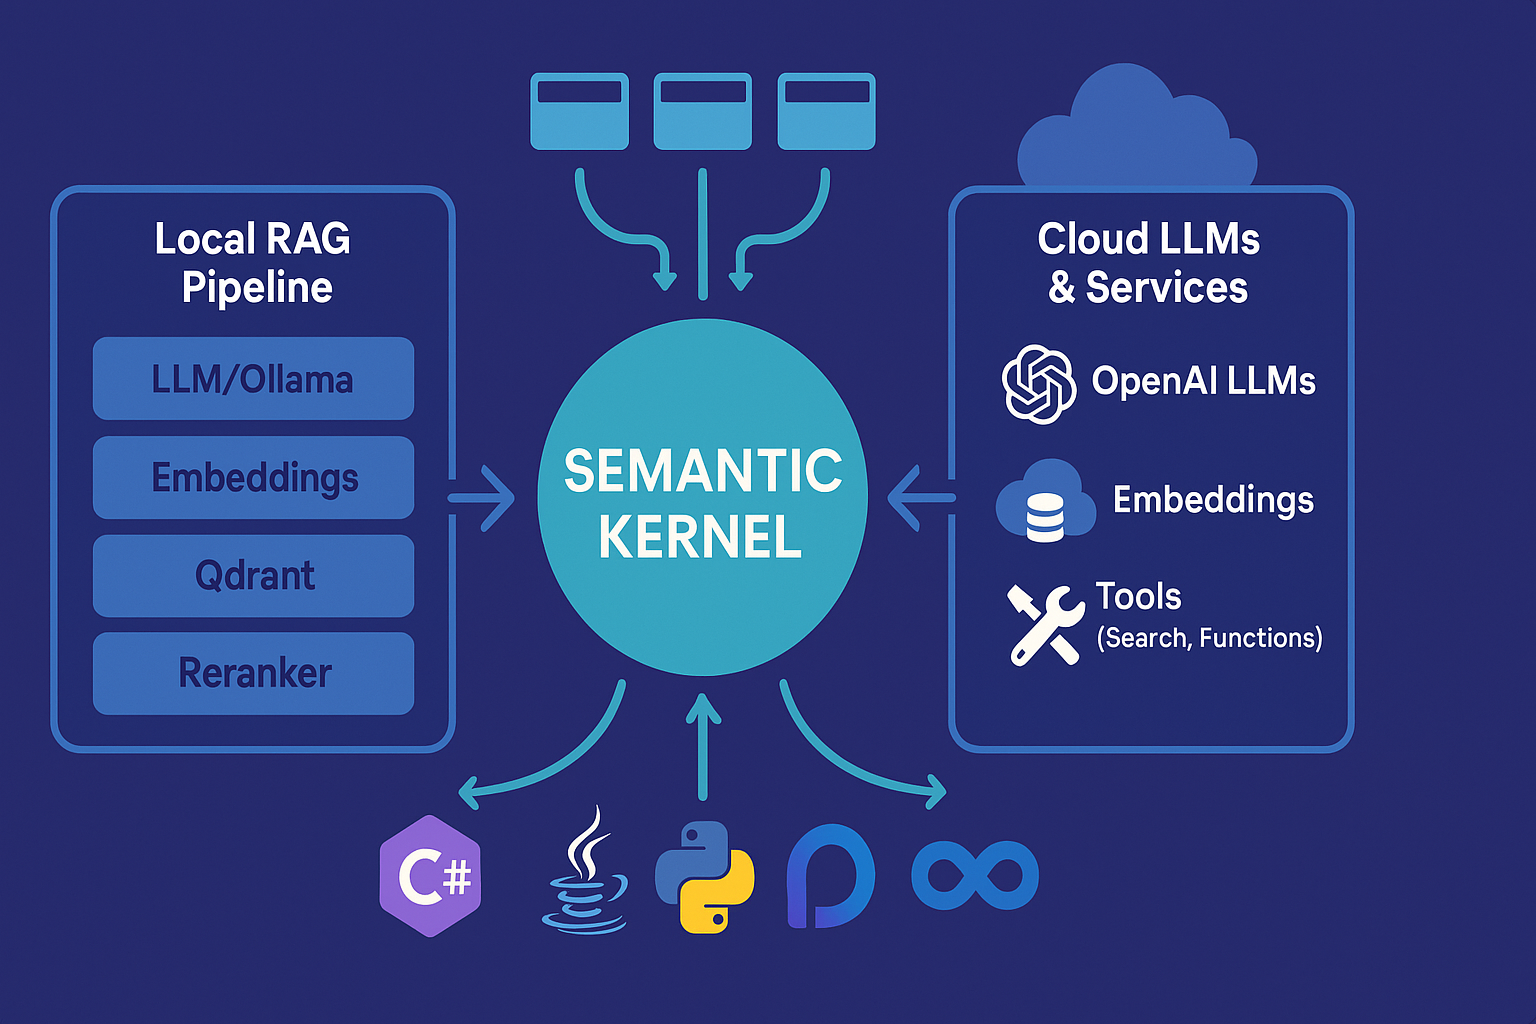 Local RAG
Pipeline
LLM/Ollama
Embeddings
Qdrant
Reranker
SEMANTIC
KERNEL
Cloud LLMs
& Services
OpenAI LLMs
Embeddings
Tools
(Search, Functions)
C#